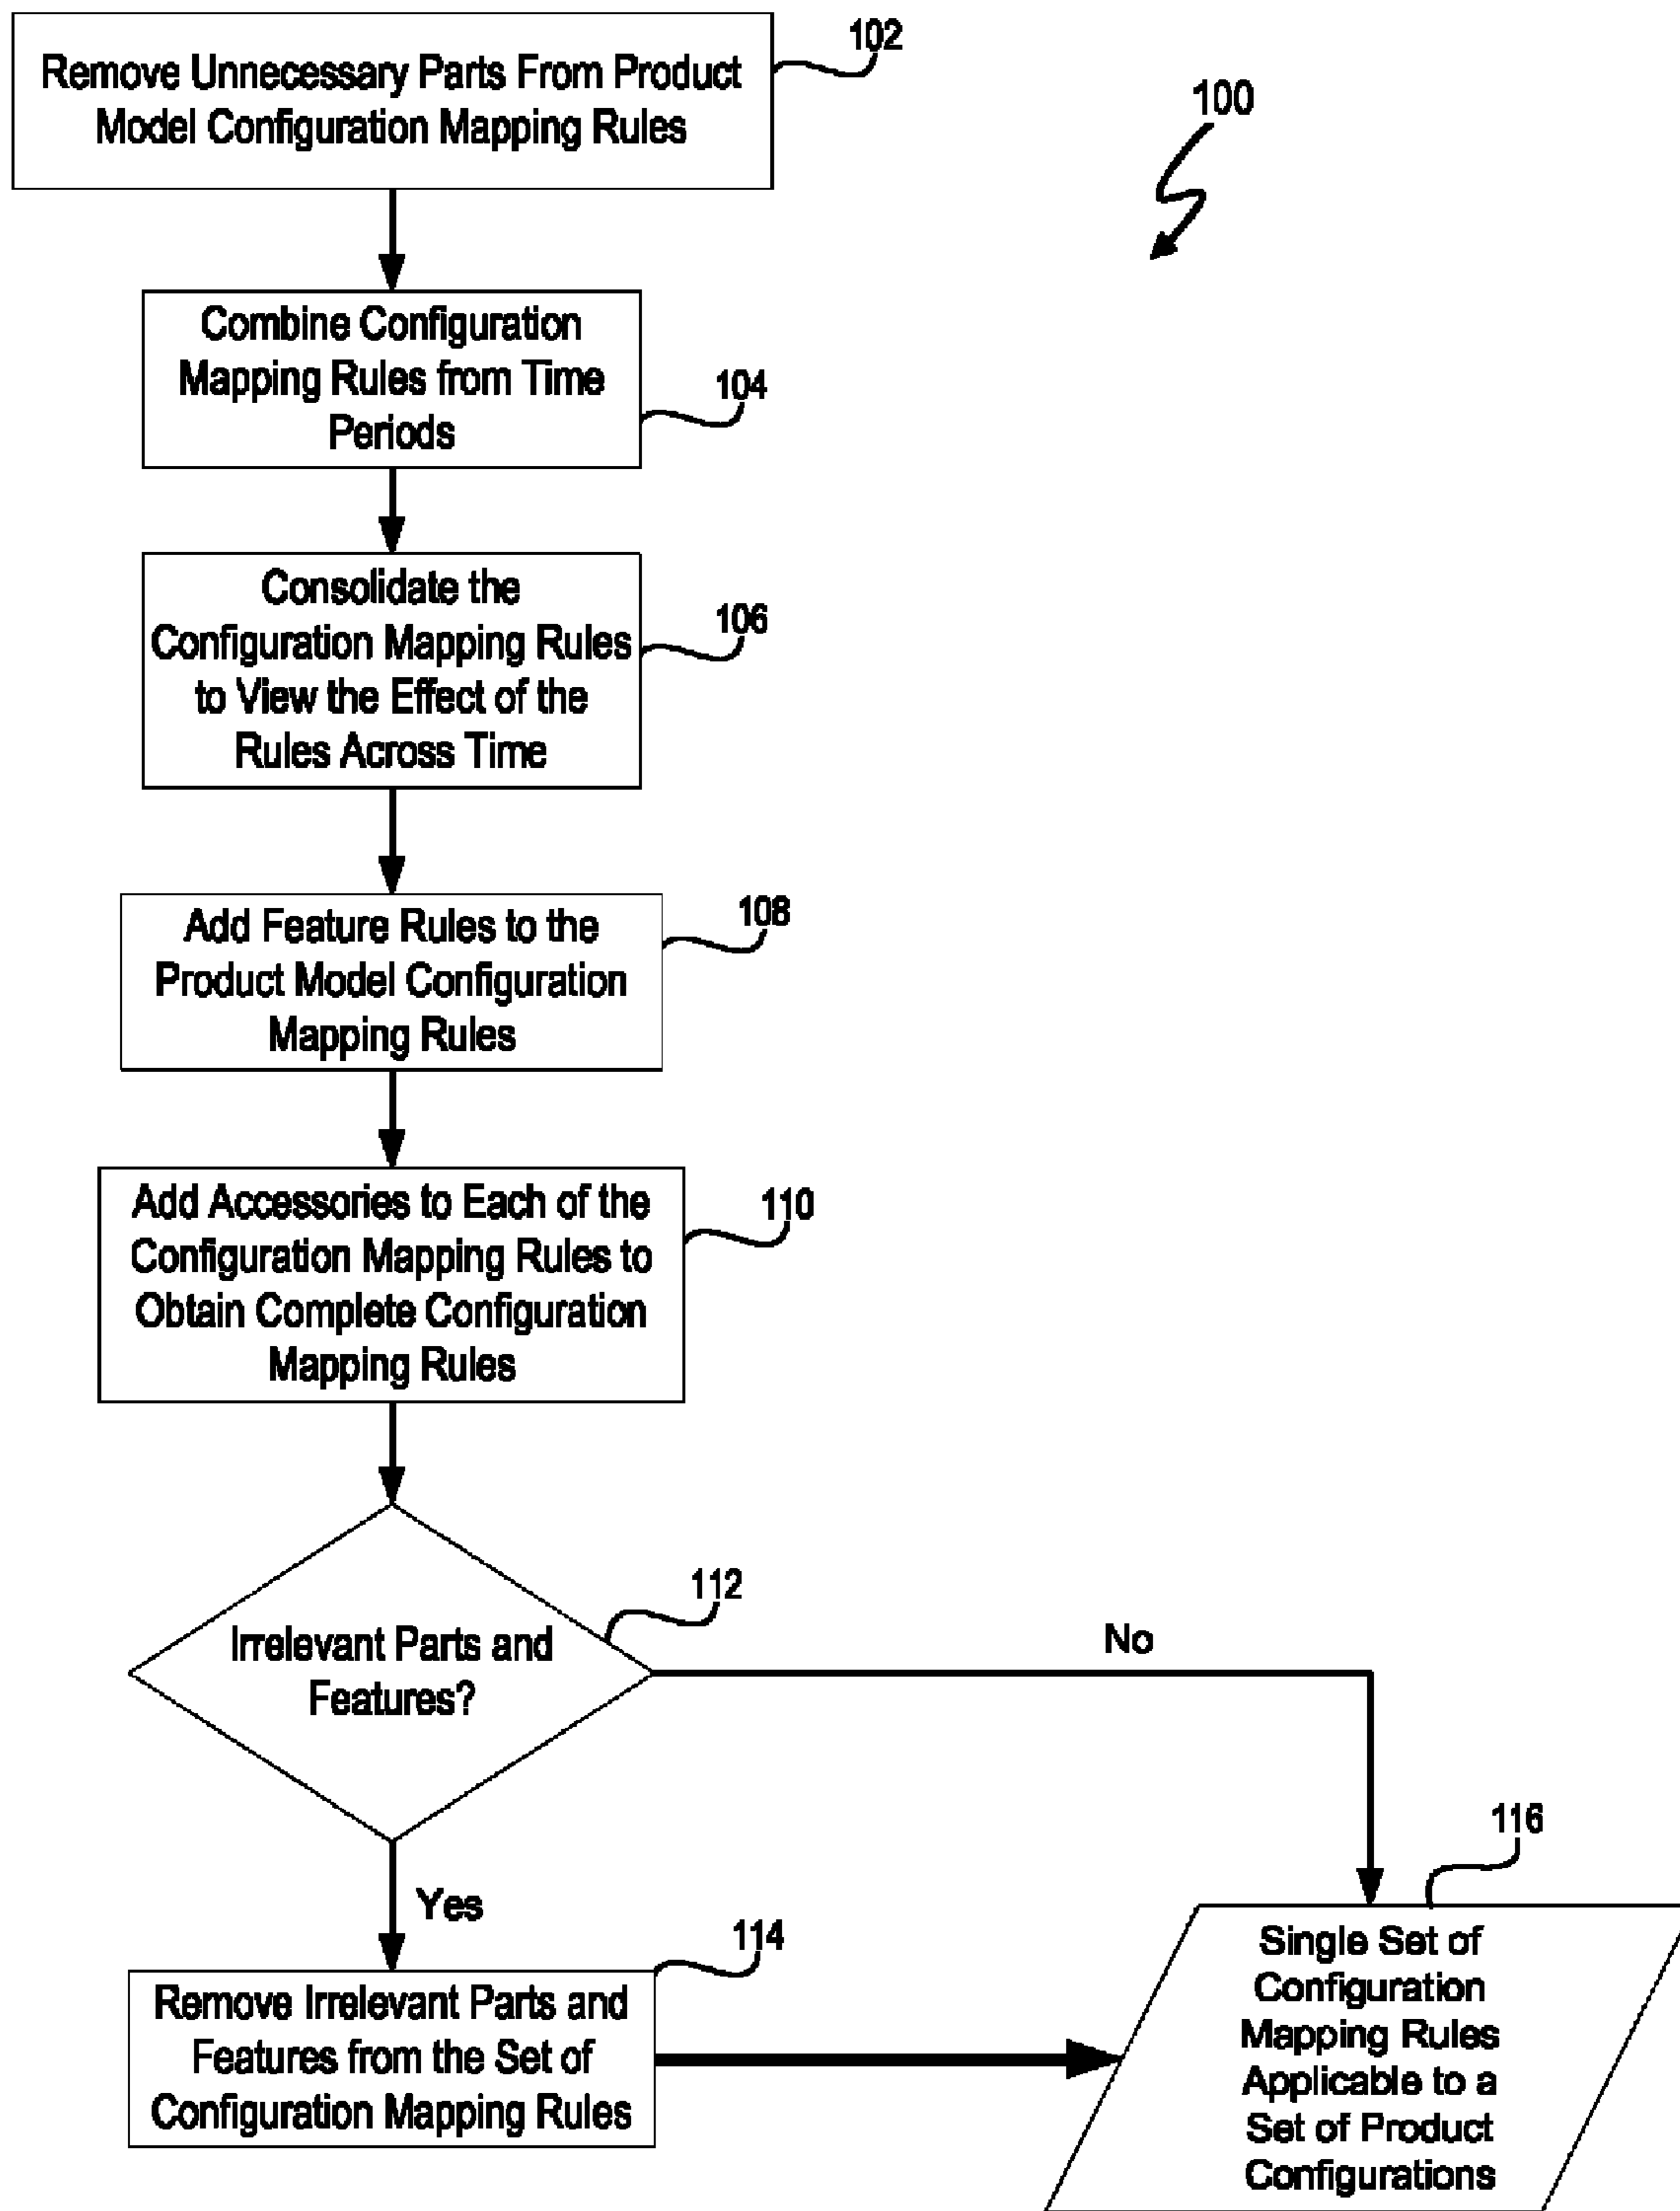 102
Remove Unnecessary Parts From Product
Model Configuration Mapping Rules
100
Combine Configuration
Mapping Rules from Time
Periods
104
Consolidate the
Configuration Mapping Rules
to View the Effect of the
Rules Across Time
106
Add Feature Rules to the
Product Model Configuration
Mapping Rules
108
Add Accessories to Each of the
Configuration Mapping Rules to
Obtain Complete Configuration
Mapping Rules
110
112
Irrelevant Parts and
Features?
No
Yes
114
Remove Irrelevant Parts and
Features from the Set of
Configuration Mapping Rules
116
Single Set of
Configuration
Mapping Rules
Applicable to a
Set of Product
Configurations